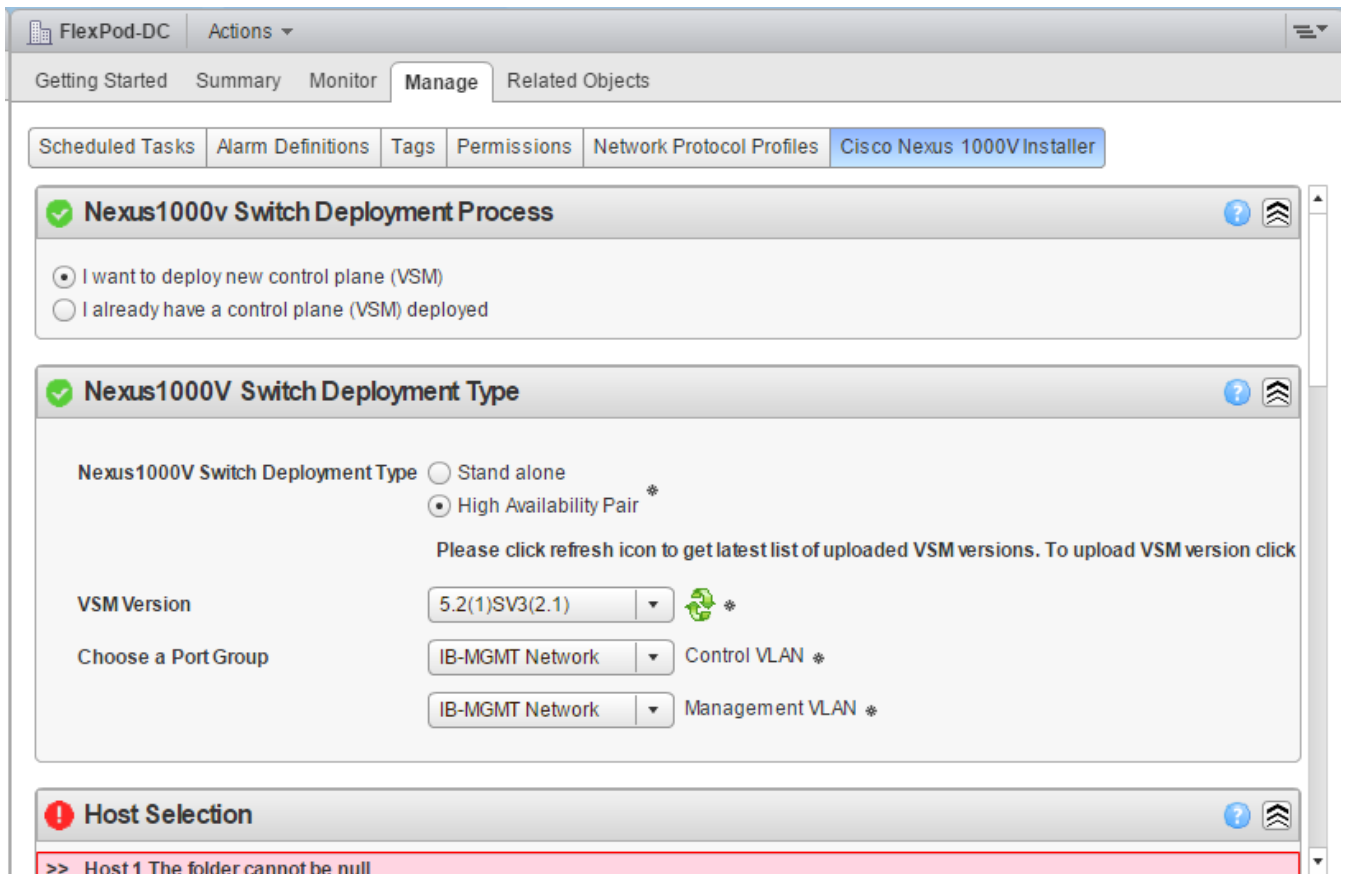 FlexPod-DC Actions
Getting Started Summary Monitor Manage Related Objects
Scheduled Tasks Alarm Definitions Tags Permissions Network Protocol Profiles Cisco Nexus 1000V Installer
Nexus1000v Switch Deployment Process
I want to deploy new control plane (VSM)
I already have a control plane (VSM) deployed
Nexus1000V Switch Deployment Type
Nexus1000V Switch Deployment Type Stand alone
High Availability Pair
Please click refresh icon to get latest list of uploaded VSM versions. To upload VSM version click
VSM Version 5.2(1)SV3(2.1)
Choose a Port Group IB-MGMT Network Control VLAN
IB-MGMT Network Management VLAN
Host Selection
>> Host 1 The folder cannot be null